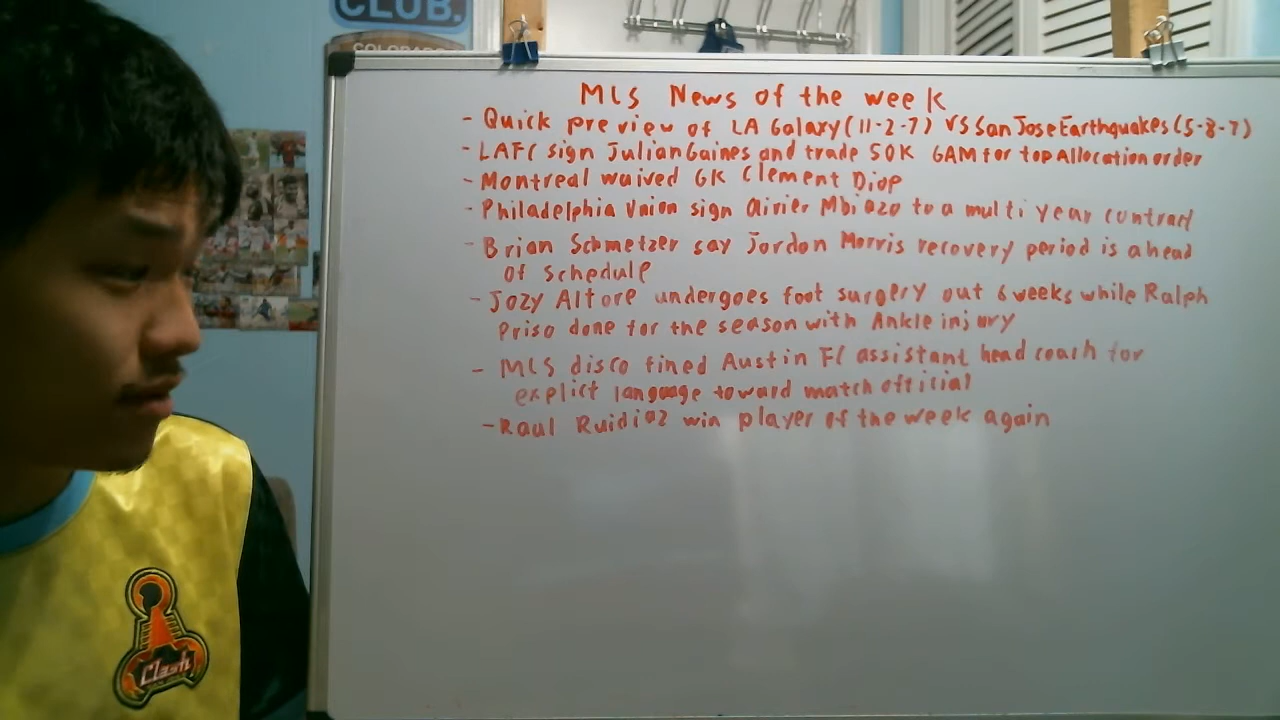 CLUB.
COLORADO
MLS News of the week
- Quick preview of LA Galaxy (11-2-7) VS San Jose Earthquakes (5-8-7)
- LAFC sign Julian Gaines and trade 50K GAM for top Allocation order
- Montreal waived GK Clement Diop
- Philadelphia Union sign Olivier Mbiazo to a multi year contract
- Brian Schmetzer say Jordon Morris recovery period is ahead
of schedule
- Jozy Altore undergoes foot surgery out 6 weeks while Ralph
Priso done for the season with Ankle injury
- MLS disco fined Austin FC assistant head coach for
explict language toward match official
- Raul Ruidiaz win player of the week again
Clash